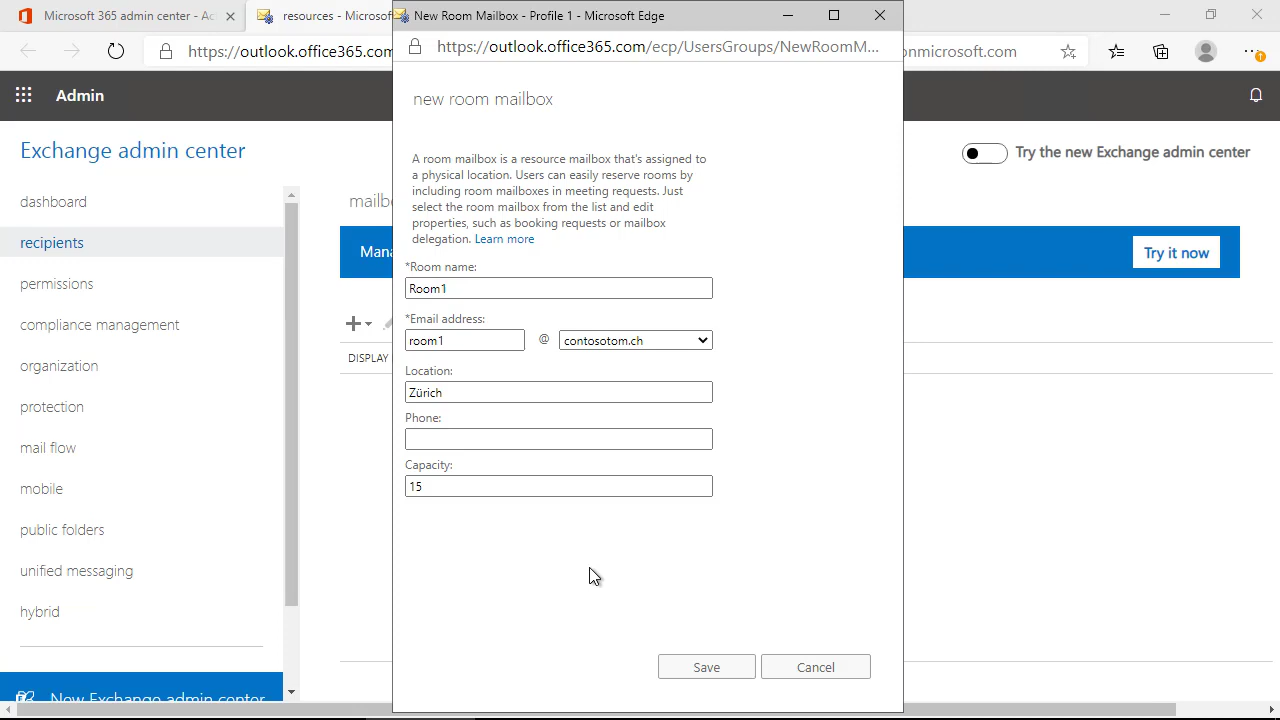 Microsoft 365 admin center - Ac
resources - Microsof
New Room Mailbox - Profile 1 - Microsoft Edge
https://outlook.office365.com
https://outlook.office365.com/ecp/UsersGroups/NewRoomM...
onmicrosoft.com
Admin
Exchange admin center
Try the new Exchange admin center
dashboard
recipients
permissions
compliance management
organization
protection
mail flow
mobile
public folders
unified messaging
hybrid
New Exchange admin center
mailb
Mana
Try it now
DISPLAY
new room mailbox
A room mailbox is a resource mailbox that's assigned to
a physical location. Users can easily reserve rooms by
including room mailboxes in meeting requests. Just
select the room mailbox from the list and edit
properties, such as booking requests or mailbox
delegation. Learn more
*Room name:
Room1
*Email address:
room1 @ contosotom.ch
Location:
Zürich
Phone:
Capacity:
15
Save
Cancel